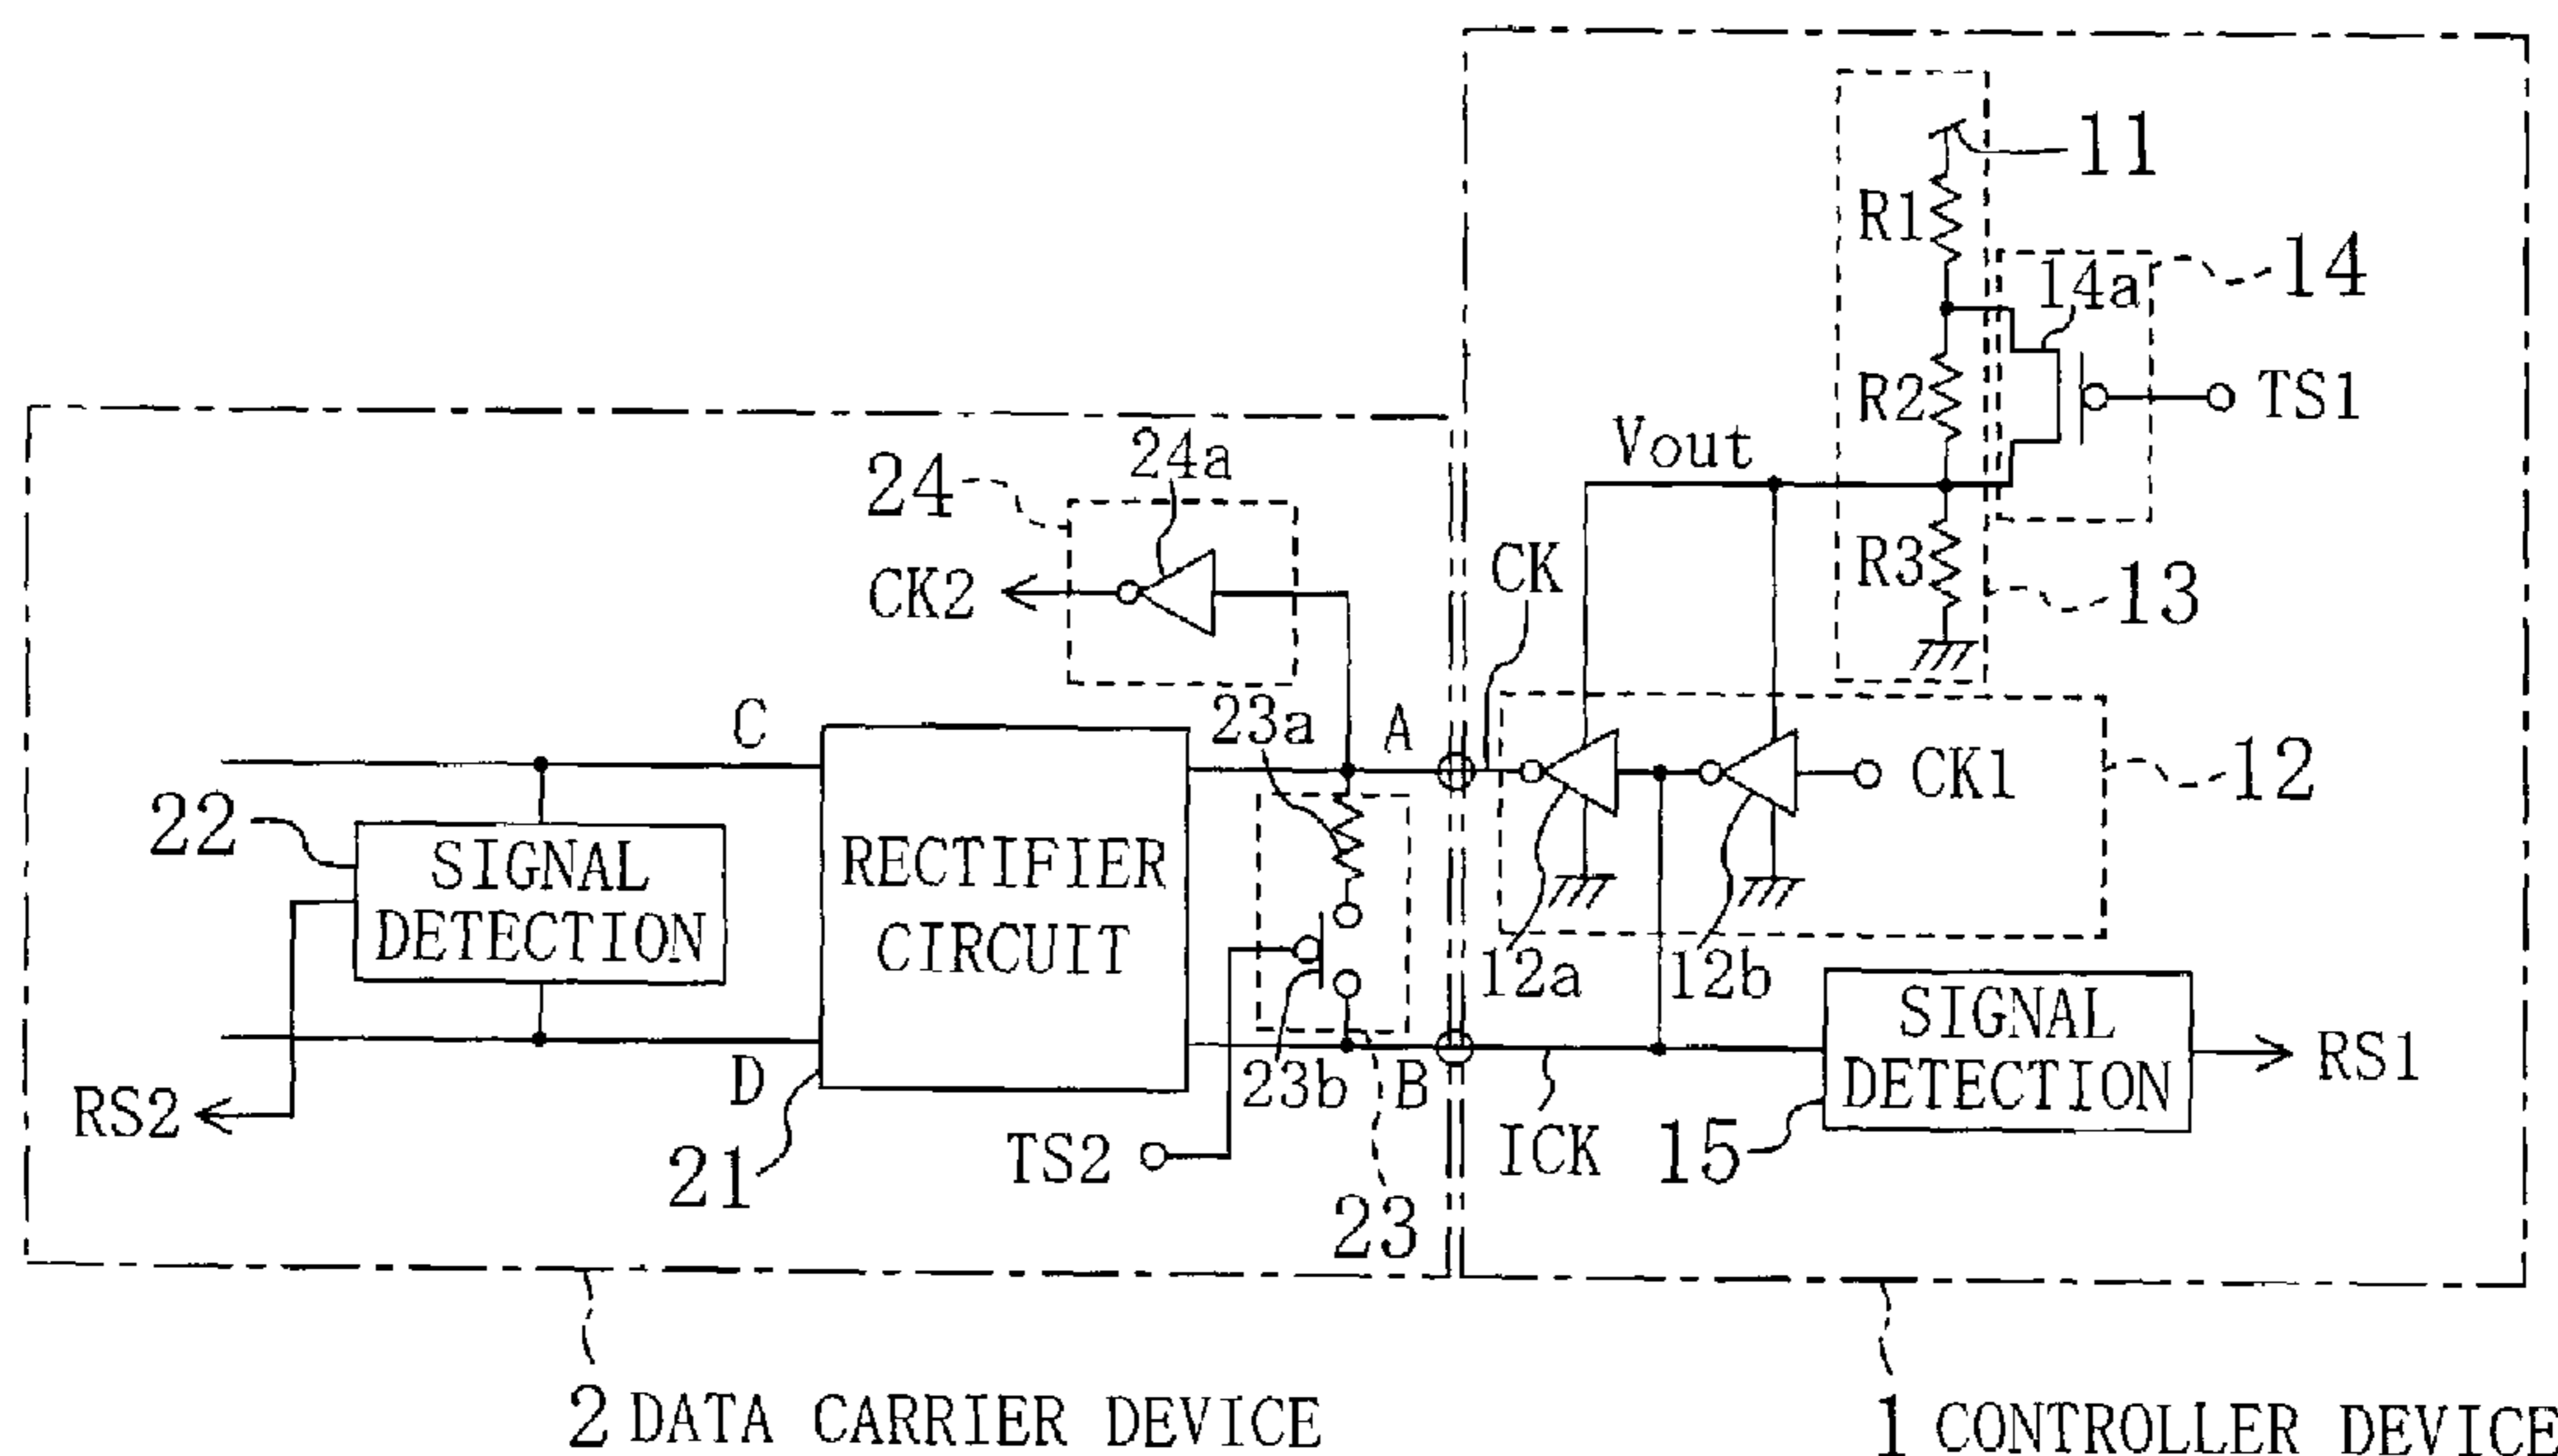 11
R1
14
14a
R2
TS1
Vout
24a
24
R3
CK
13
CK2
23a
C
A
CK1
12
22
SIGNAL
DETECTION
RECTIFIER
CIRCUIT
12a
12b
SIGNAL
DETECTION
RS1
D
23b
B
RS2
TS2
21
ICK
15
23
2 DATA CARRIER DEVICE
1 CONTROLLER DEVICE